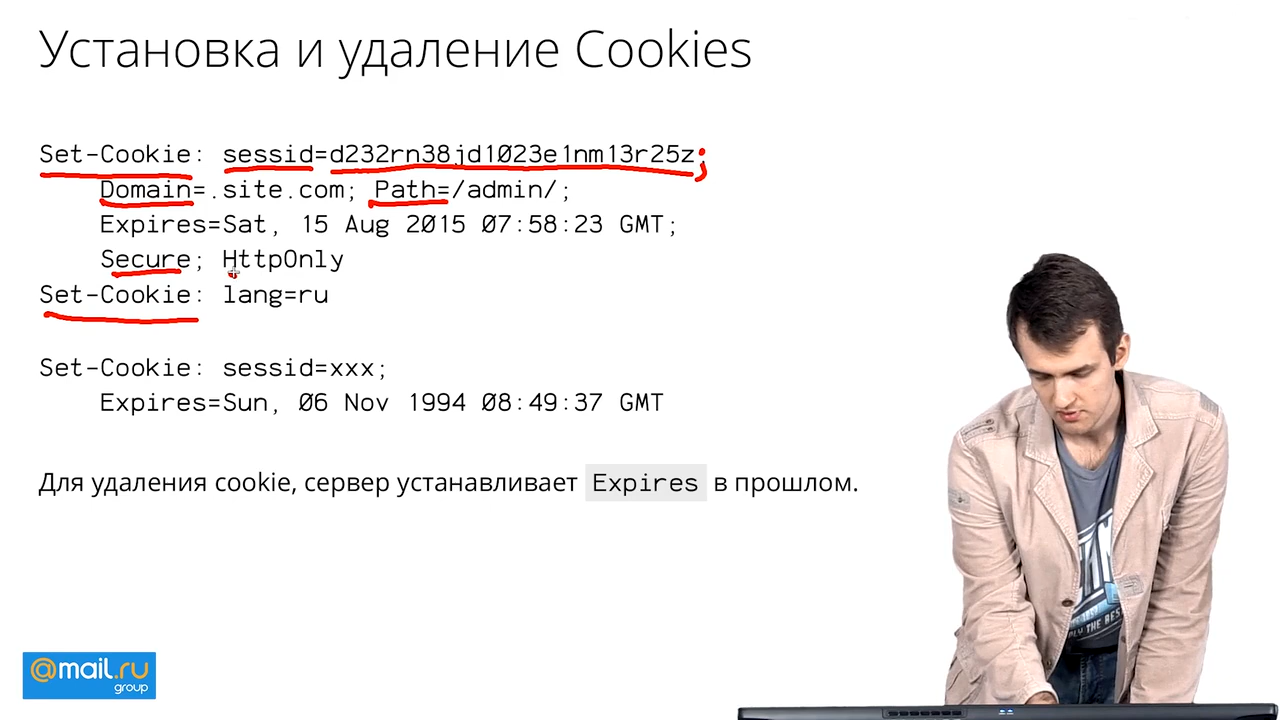 Установка и удаление Cookies
Set-Cookie: sessid=d232rn38jd1023e1nm13r25z;
Domain=.site.com; Path=/admin/;
Expires=Sat, 15 Aug 2015 07:58:23 GMT;
Secure; HttpOnly
Set-Cookie: lang=ru
Set-Cookie: sessid=xxx;
Expires=Sun, 06 Nov 1994 08:49:37 GMT
Для удаления cookie, сервер устанавливает Expires в прошлом.
@mail.ru
group